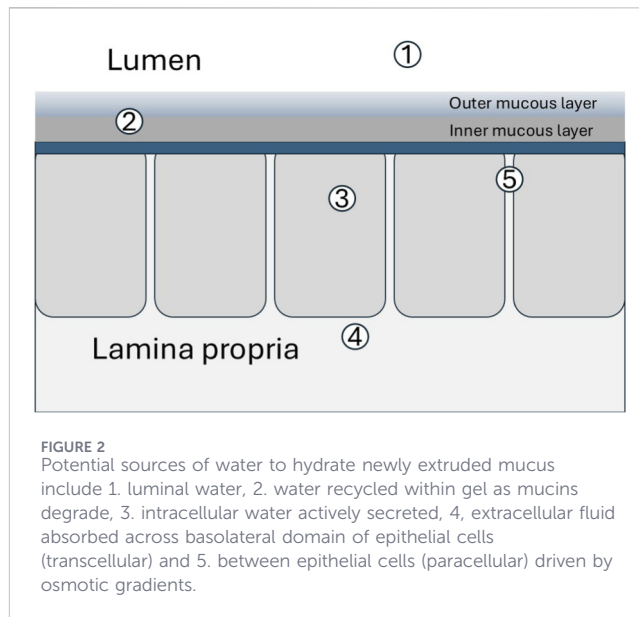 Lumen
①
Outer mucous layer
②
Inner mucous layer
⑤
③
④
Lamina propria
FIGURE 2
Potential sources of water to hydrate newly extruded mucus
include 1. luminal water, 2. water recycled within gel as mucins
degrade, 3. intracellular water actively secreted, 4, extracellular fluid
absorbed across basolateral domain of epithelial cells
(transcellular) and 5. between epithelial cells (paracellular) driven by
osmotic gradients.